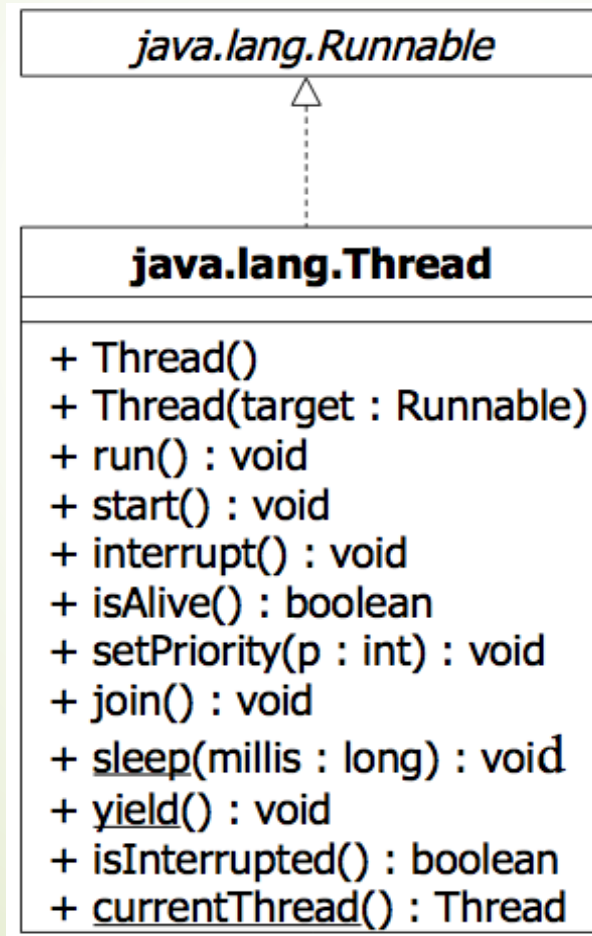 java.lang.Runnable
java.lang.Thread
+ Thread()
+ Thread(target : Runnable)
+ run() : void
+ start() : void
+ interrupt() : void
+ isAlive() : boolean
+ setPriority(p : int) : void
+ join() : void
+ sleep(millis : long) : void
+ yield() : void
+ isInterrupted() : boolean
+ currentThread() : Thread